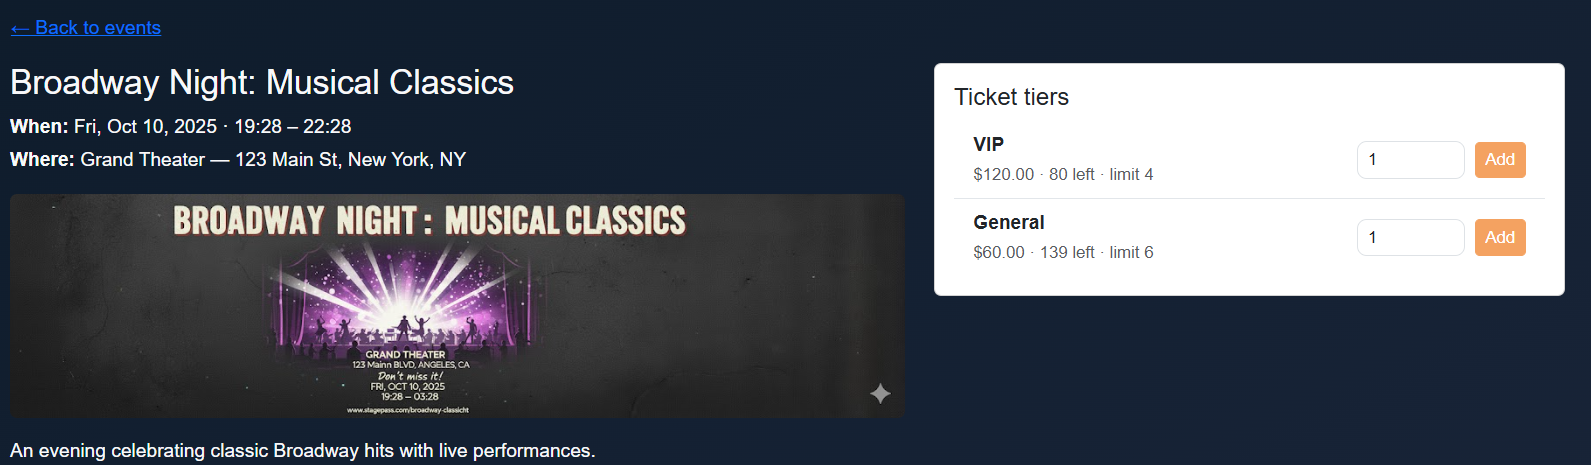 ← Back to events
Broadway Night: Musical Classics
When: Fri, Oct 10, 2025 · 19:28 – 22:28
Where: Grand Theater — 123 Main St, New York, NY
BROADWAY NIGHT : MUSICAL CLASSICS
GRAND THEATER
123 Mainn BLVD, ANGELES, CA
Don't miss it!
FRI, OCT 10, 2025
19:28 – 03:28
www.stagepass.com/broadway-classicht
An evening celebrating classic Broadway hits with live performances.
Ticket tiers
VIP
$120.00 · 80 left · limit 4
1
Add
General
$60.00 · 139 left · limit 6
1
Add